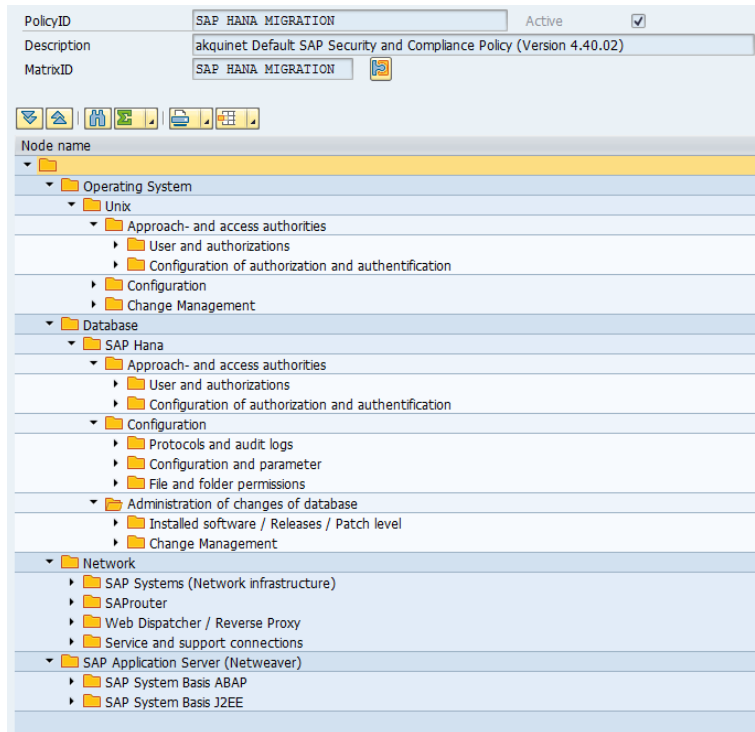 PolicyID SAP HANA MIGRATION Active
Description akquinet Default SAP Security and Compliance Policy (Version 4.40.02)
MatrixID SAP HANA MIGRATION
Node name
Operating System
Unix
Approach- and access authorities
User and authorizations
Configuration of authorization and authentification
Configuration
Change Management
Database
SAP Hana
Approach- and access authorities
User and authorizations
Configuration of authorization and authentification
Configuration
Protocols and audit logs
Configuration and parameter
File and folder permissions
Administration of changes of database
Installed software / Releases / Patch level
Change Management
Network
SAP Systems (Network infrastructure)
SAProuter
Web Dispatcher / Reverse Proxy
Service and support connections
SAP Application Server (Netweaver)
SAP System Basis ABAP
SAP System Basis J2EE